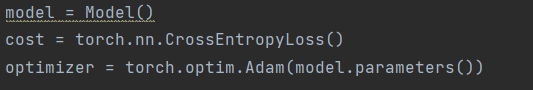 model = Model()
cost = torch.nn.CrossEntropyLoss()
optimizer = torch.optim.Adam(model.parameters())